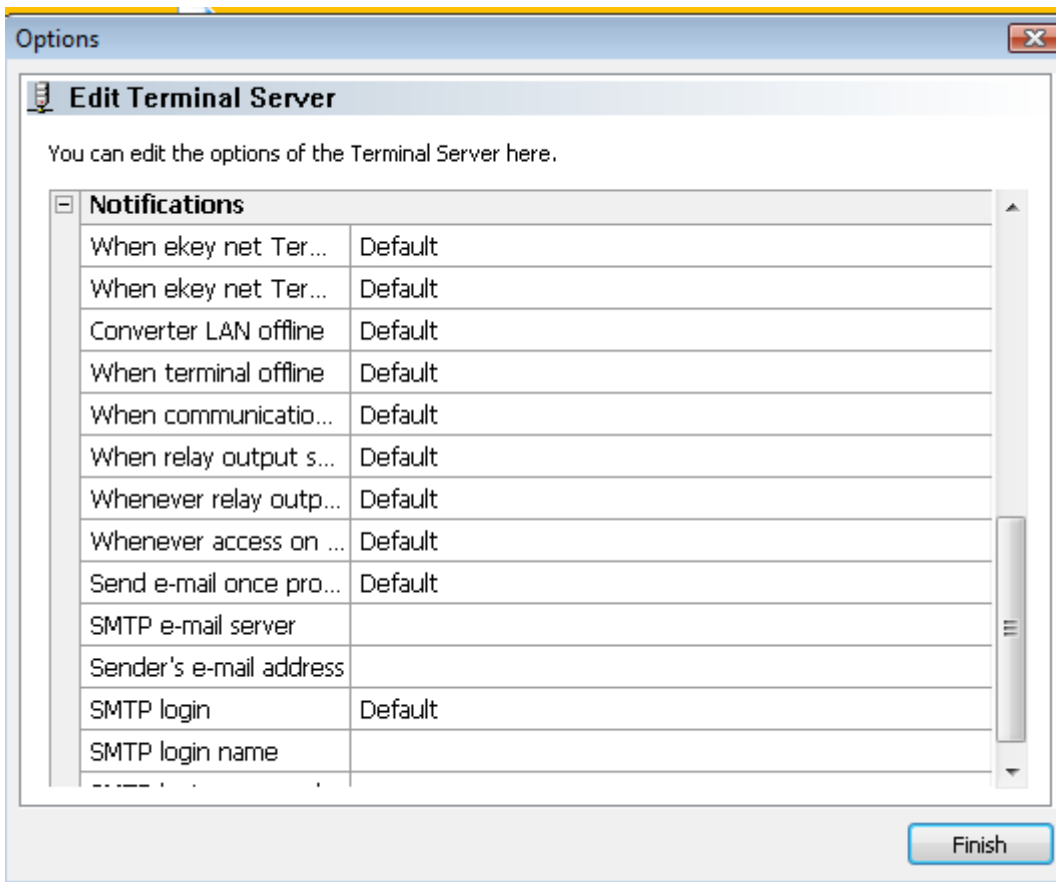 Options
Edit Terminal Server
You can edit the options of the Terminal Server here.
Notifications
When ekey net Ter... Default
When ekey net Ter... Default
Converter LAN offline Default
When terminal offline Default
When communicatio... Default
When relay output s... Default
Whenever relay outp... Default
Whenever access on ... Default
Send e-mail once pro... Default
SMTP e-mail server
Sender's e-mail address
SMTP login Default
SMTP login name
Finish